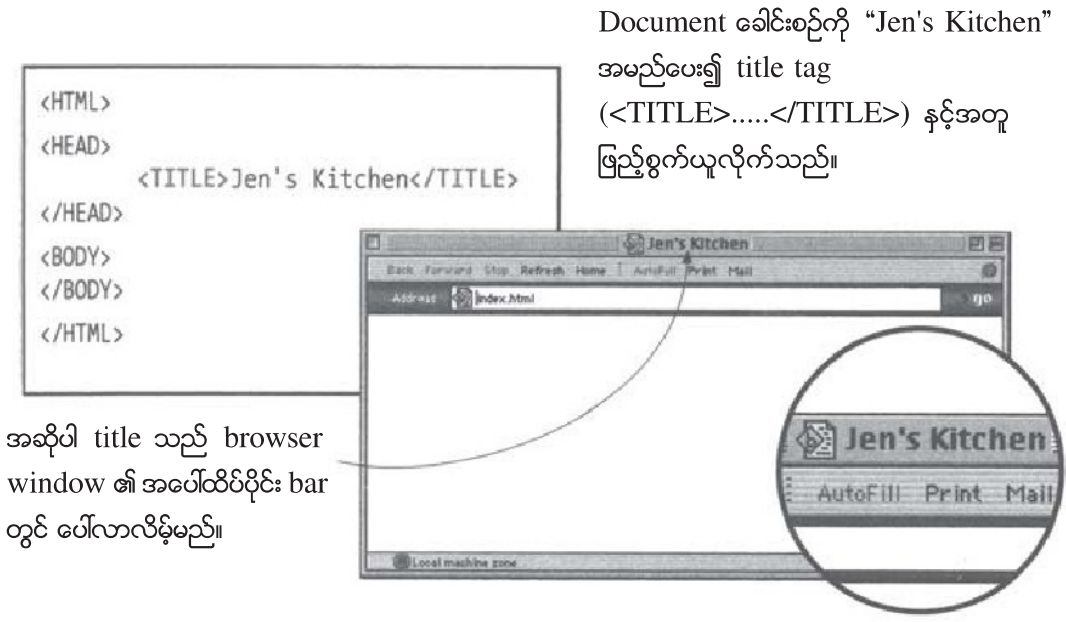 Document ခေါင်းစဉ်ကို “Jen's Kitchen”
အမည်ပေး၍ title tag
(<TITLE>.....</TITLE>) နှင့်အတူ
ဖြည့်စွက်ယူလိုက်သည်။
<HTML>
<HEAD>
<TITLE>Jen's Kitchen</TITLE>
</HEAD>
<BODY>
</BODY>
</HTML>
Jen's Kitchen
Back Forward Stop Refresh Home AutoFill Print Mail
Address index.html go
Jen's Kitchen
AutoFill Print Mail
Local machine zone
အဆိုပါ title သည် browser
window ၏ အပေါ်ထိပ်ပိုင်း bar
တွင် ပေါ်လာလိမ့်မည်။